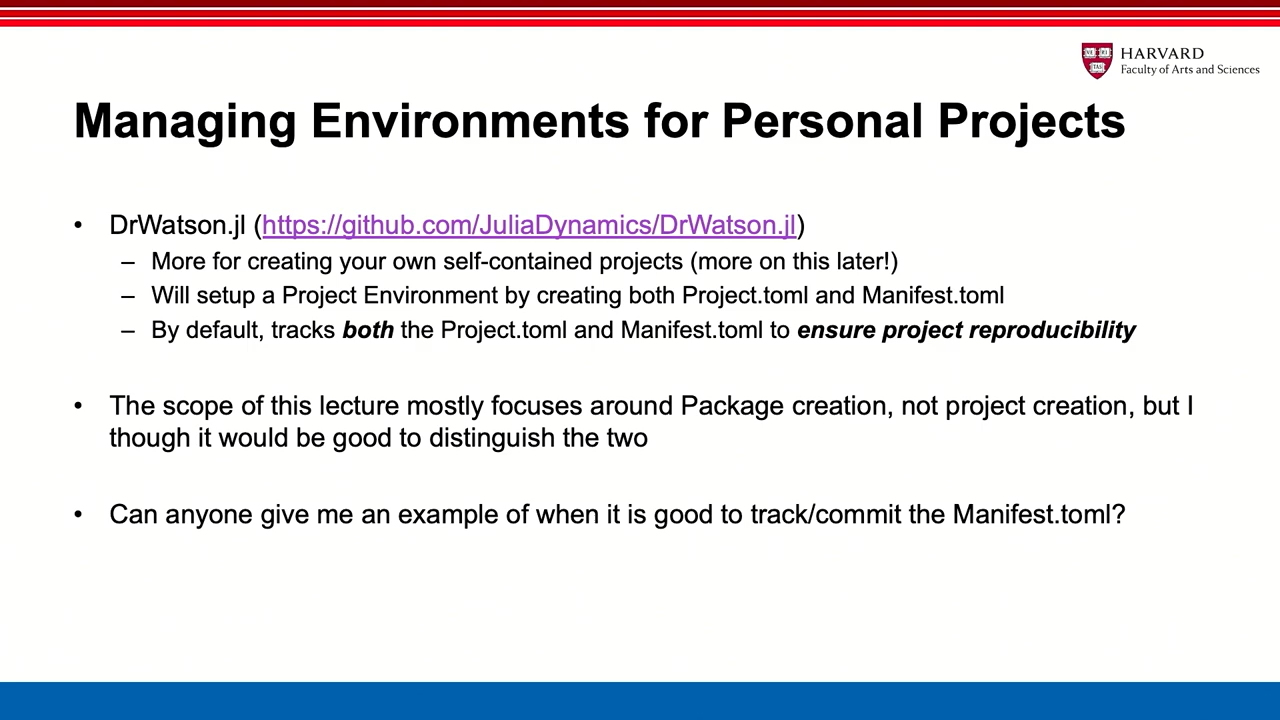 HARVARD
Faculty of Arts and Sciences
Managing Environments for Personal Projects
• DrWatson.jl (https://github.com/JuliaDynamics/DrWatson.jl)
– More for creating your own self-contained projects (more on this later!)
– Will setup a Project Environment by creating both Project.toml and Manifest.toml
– By default, tracks both the Project.toml and Manifest.toml to ensure project reproducibility
• The scope of this lecture mostly focuses around Package creation, not project creation, but I
though it would be good to distinguish the two
• Can anyone give me an example of when it is good to track/commit the Manifest.toml?